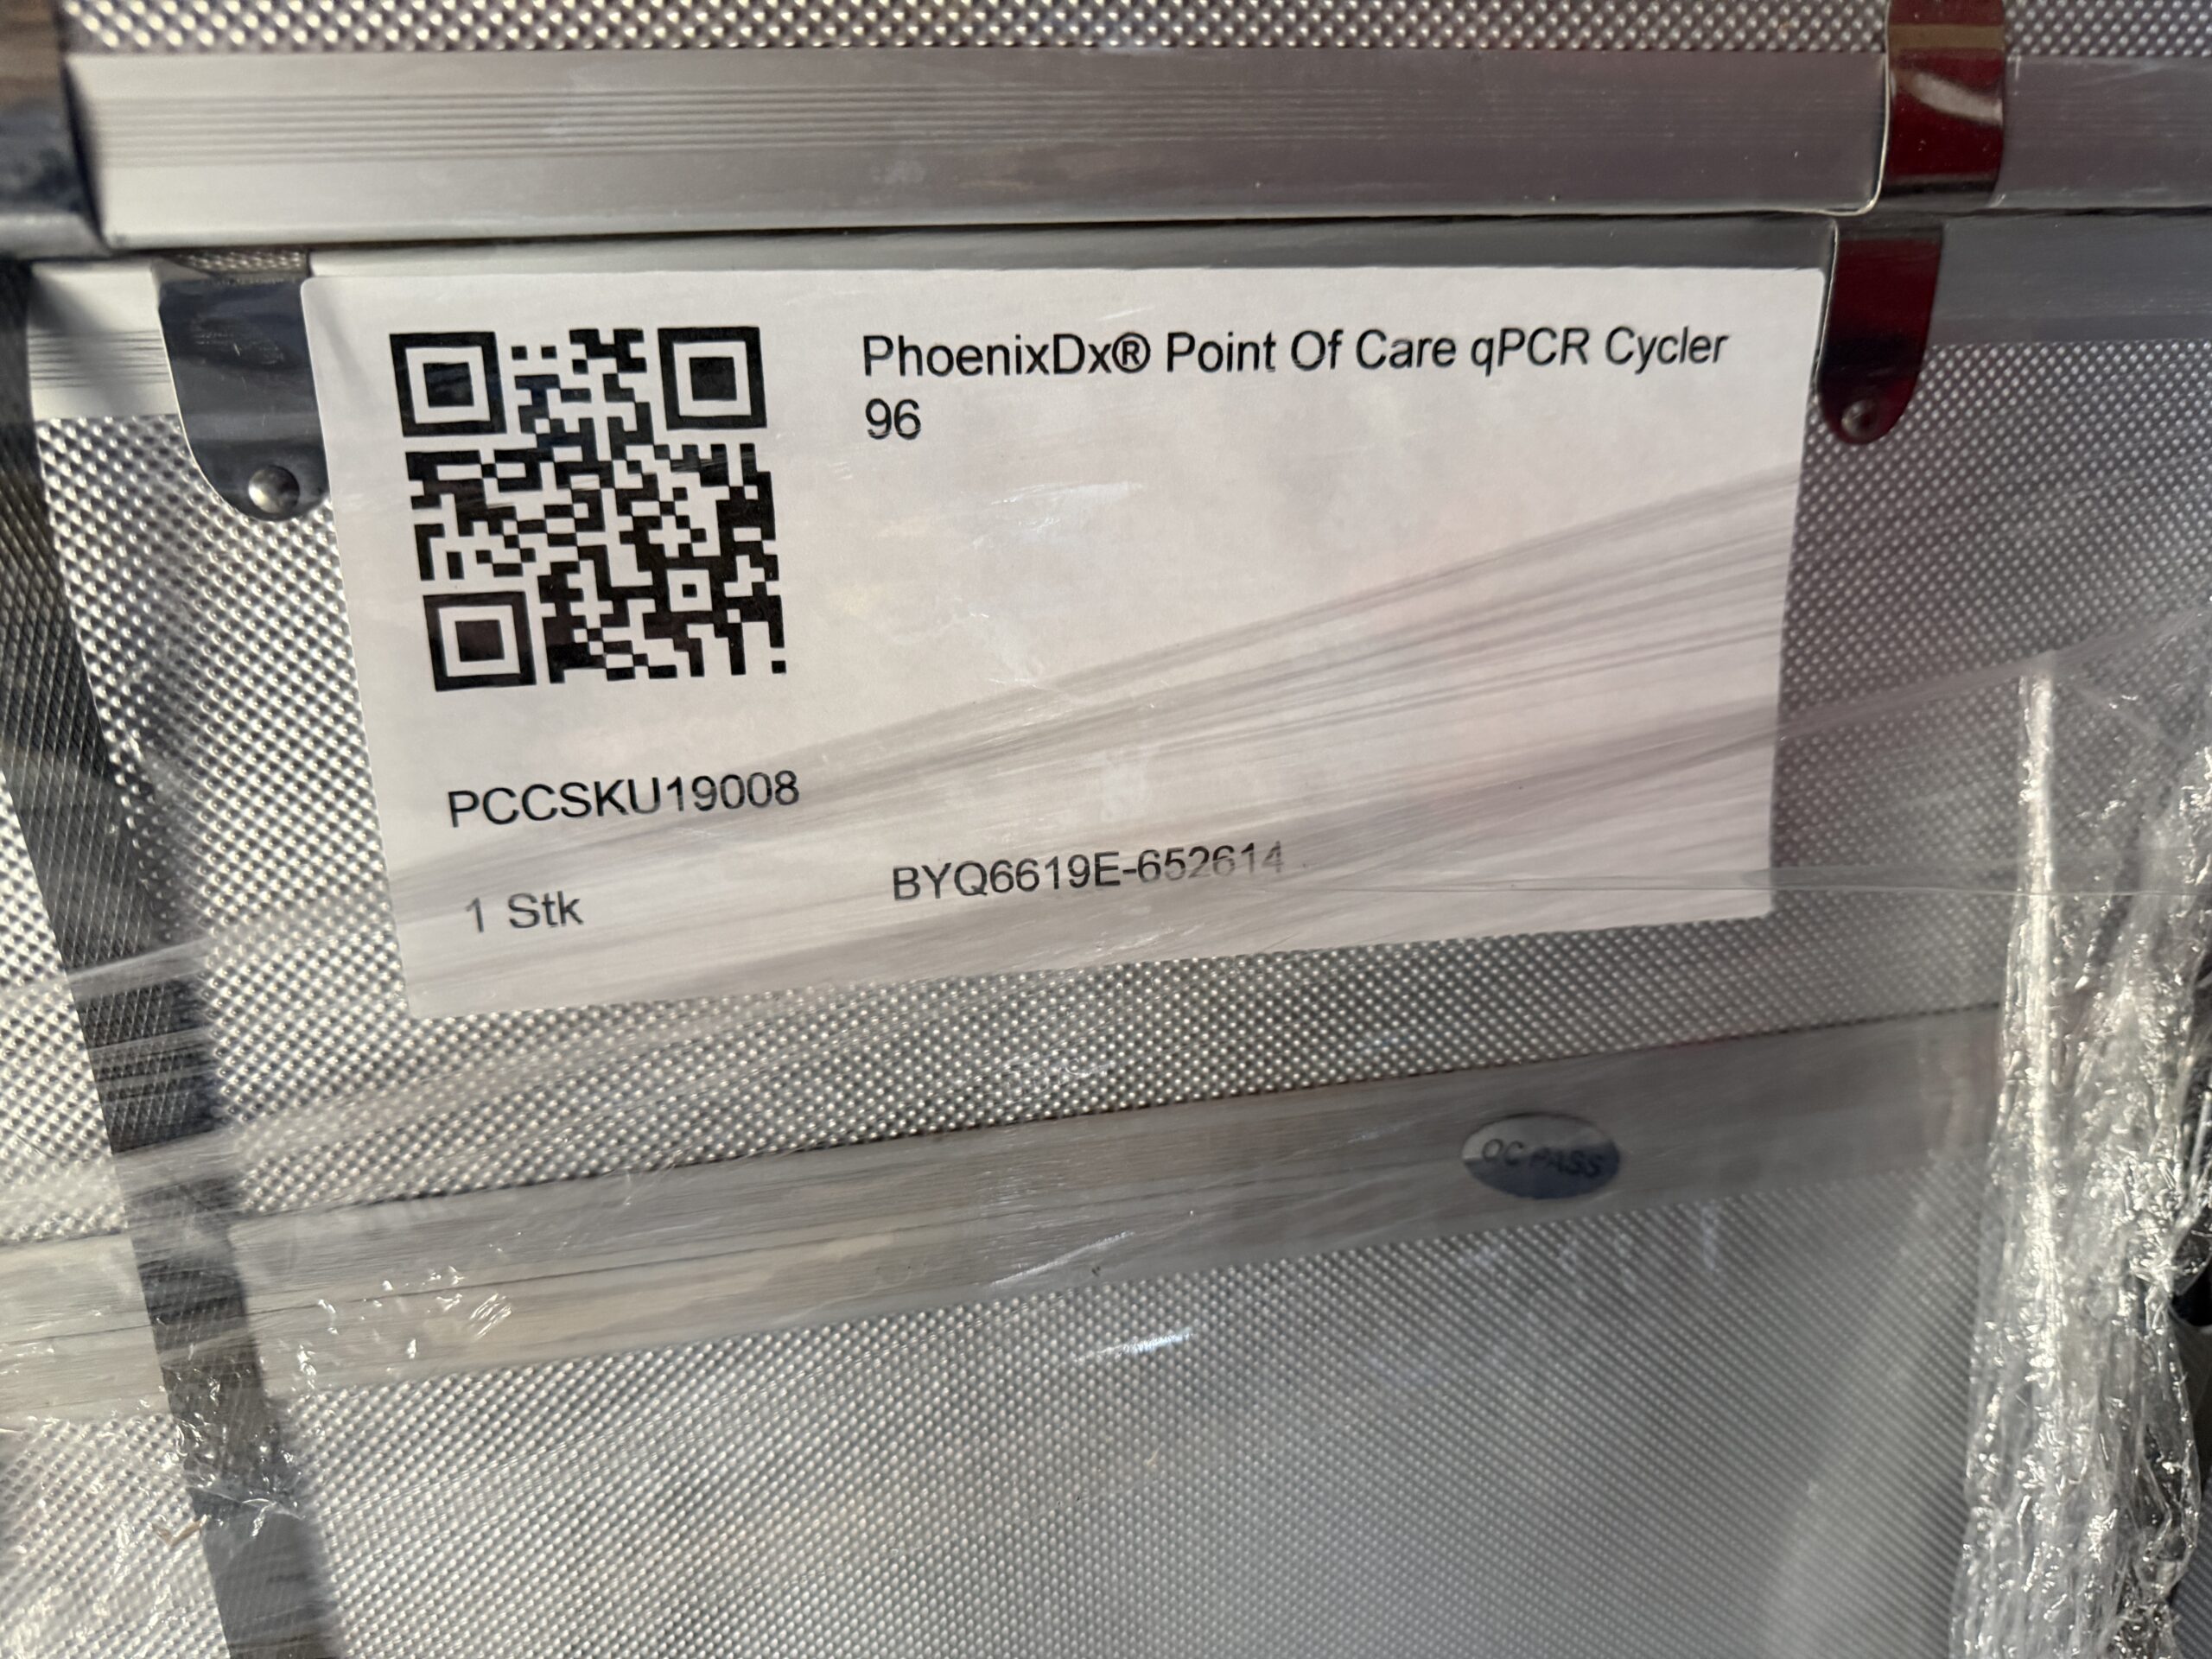 PhoenixDx® Point Of Care qPCR Cycler
96
PCCSKU19008
1 Stk
BYQ6619E-652614
QC PASS